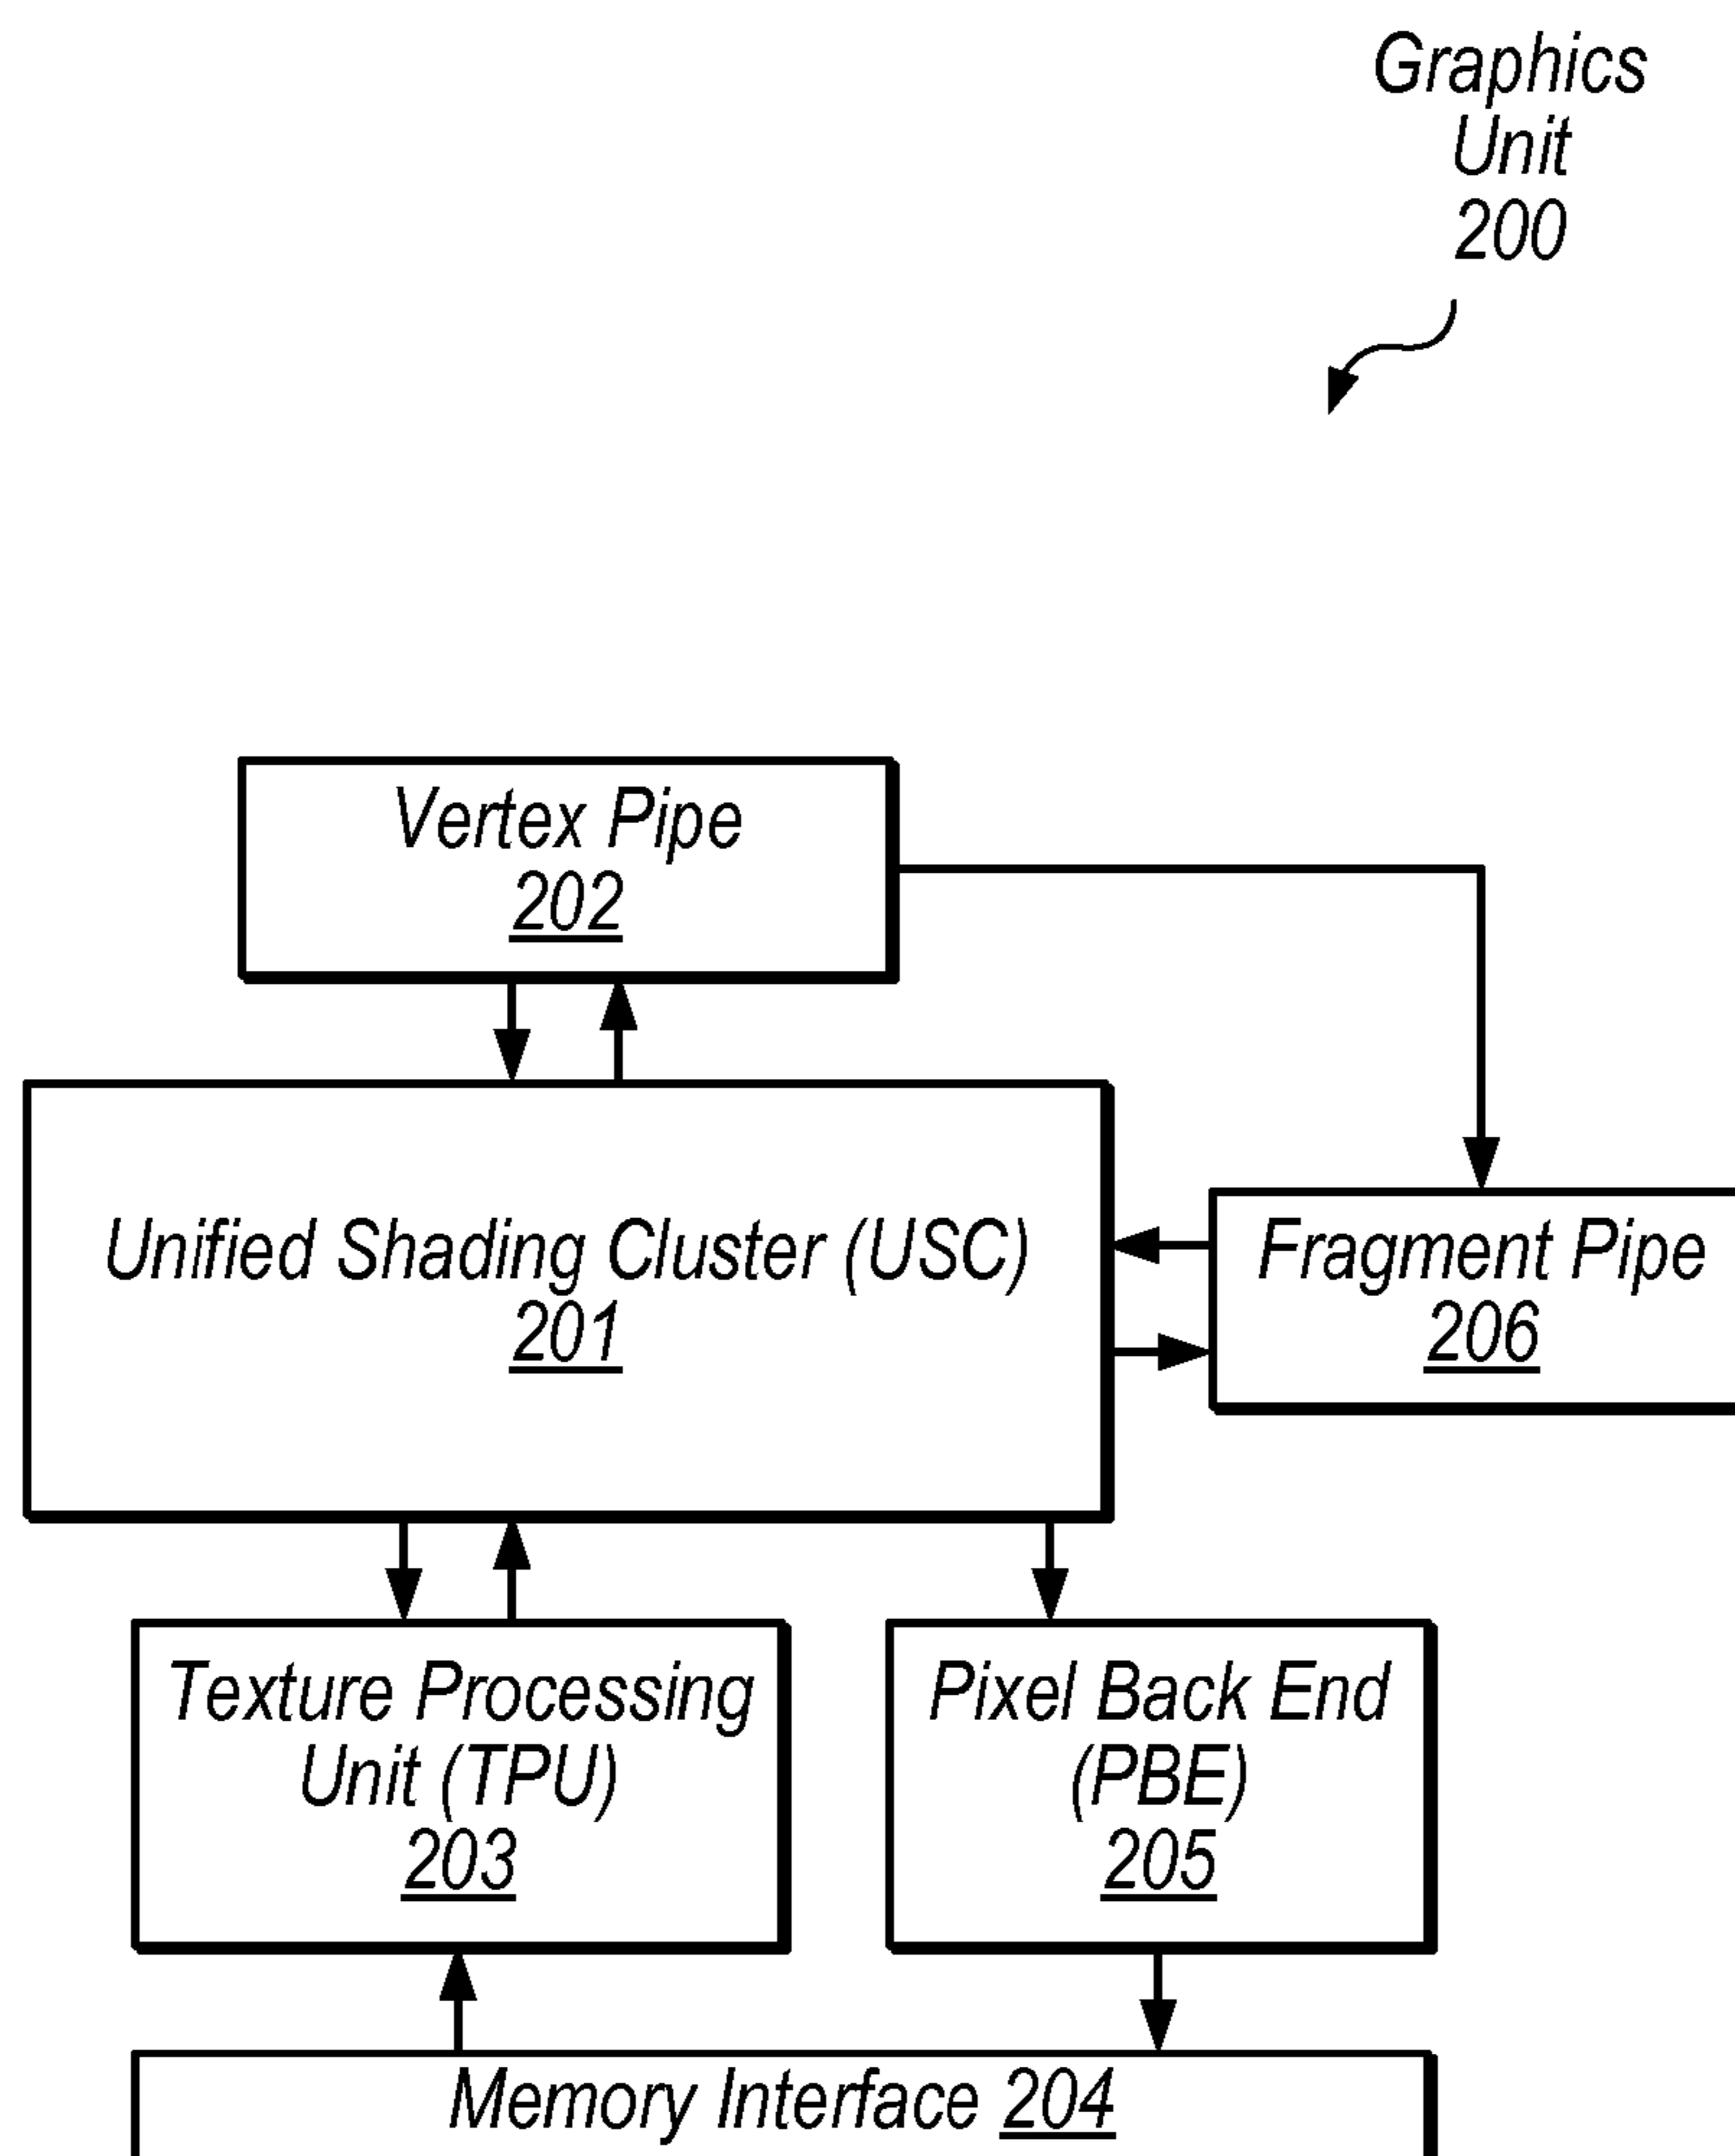 Graphics
Unit
200
Vertex Pipe
202
Unified Shading Cluster (USC)
201
Fragment Pipe
206
Texture Processing
Unit (TPU)
203
Pixel Back End
(PBE)
205
Memory Interface 204